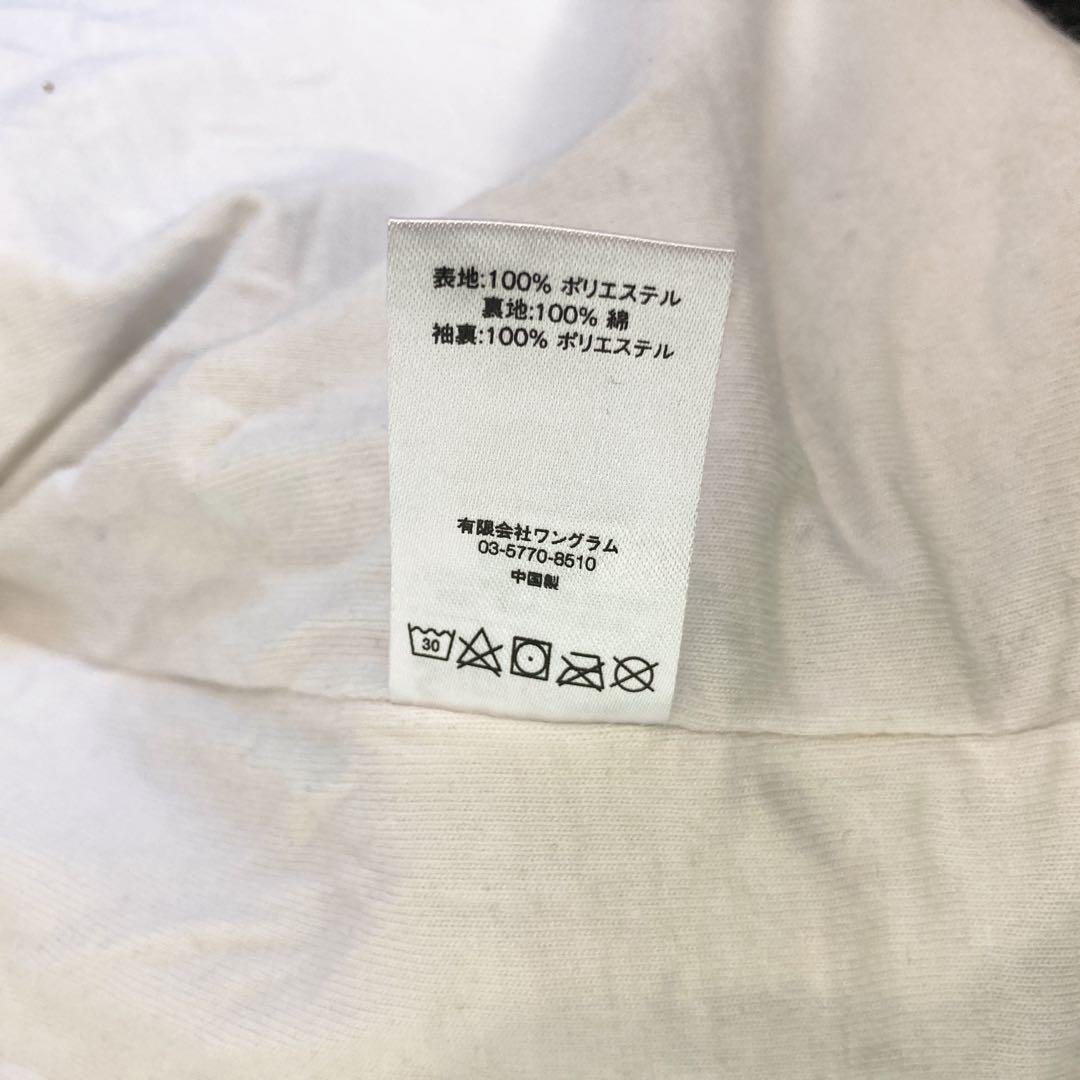 表地:100% ポリエステル
裏地:100% 綿
袖裏:100% ポリエステル
有限会社ワングラム
03-5770-8510
中国製
30